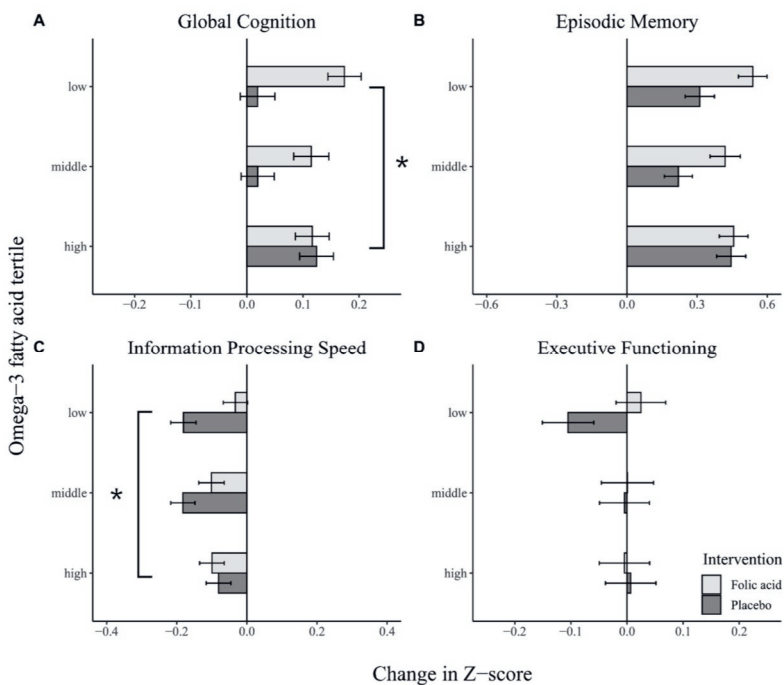 A
Global Cognition
low
middle
high
*
−0.2
−0.1
0.0
0.1
0.2
B
Episodic Memory
low
middle
high
−0.6
−0.3
0.0
0.3
0.6
Omega−3 fatty acid tertile
C
Information Processing Speed
low
middle
high
*
−0.4
−0.2
0.0
0.2
0.4
D
Executive Functioning
low
middle
high
−0.2
−0.1
0.0
0.1
0.2
Intervention
Folic acid
Placebo
Change in Z−score